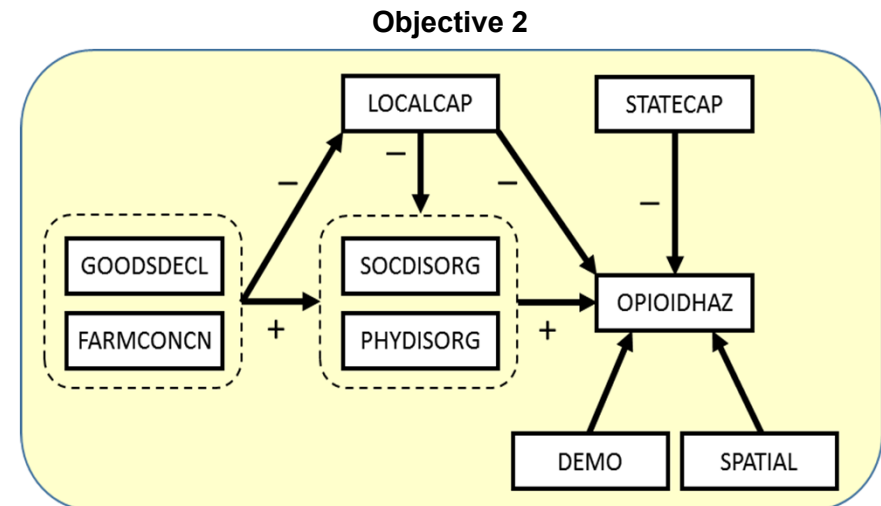 Objective 2
LOCALCAP
STATECAP
–
–
–
–
GOODSDECL
SOCDISORG
OPIOIDHAZ
FARMCONCN
+
PHYDISORG
+
DEMO
SPATIAL